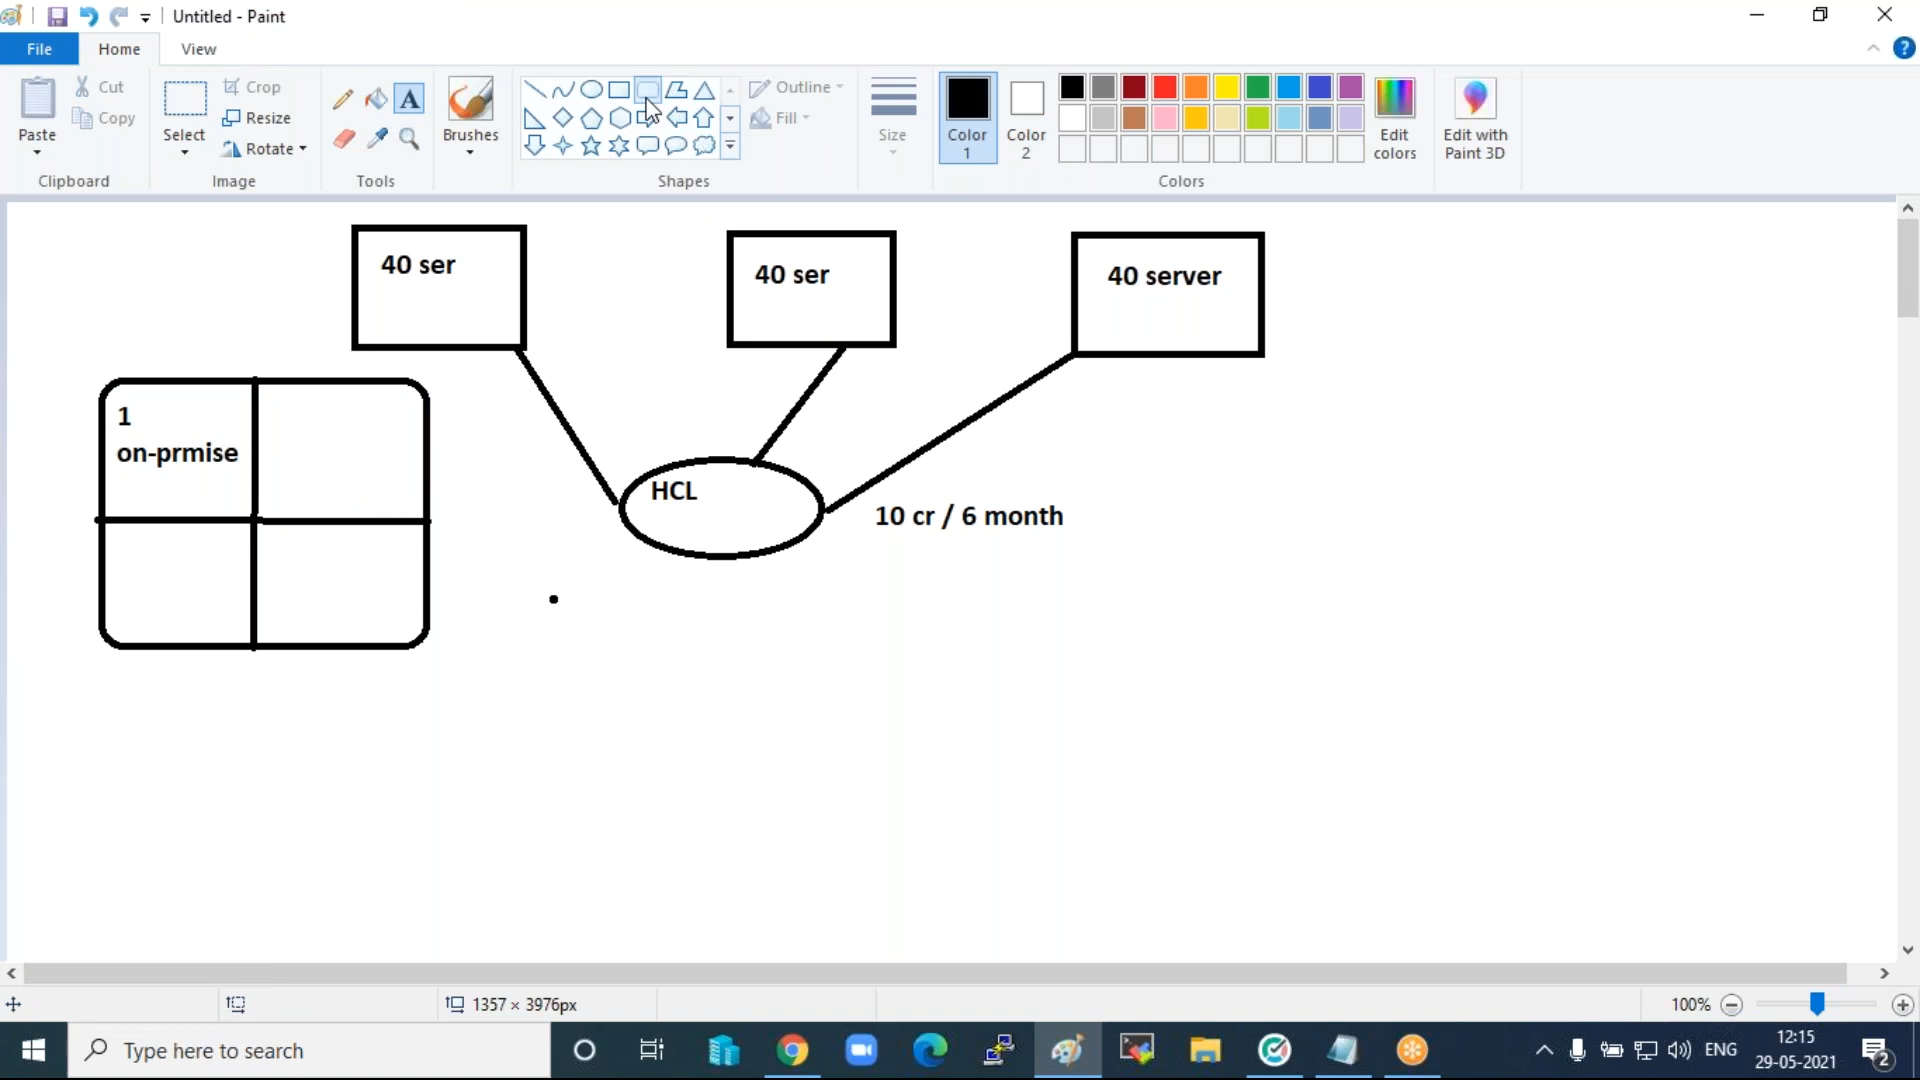 Untitled - Paint
File
Home
View
Paste
Cut
Copy
Clipboard
Select
Crop
Resize
Rotate
Image
A
Tools
Brushes
Outline
Fill
Shapes
Size
Color
1
Color
2
Edit
colors
Colors
Edit with
Paint 3D
?
40 ser
40 ser
40 server
1
on-prmise
HCL
10 cr / 6 month
1357 × 3976px
100%
Type here to search
ENG
12:15
29-05-2021
2